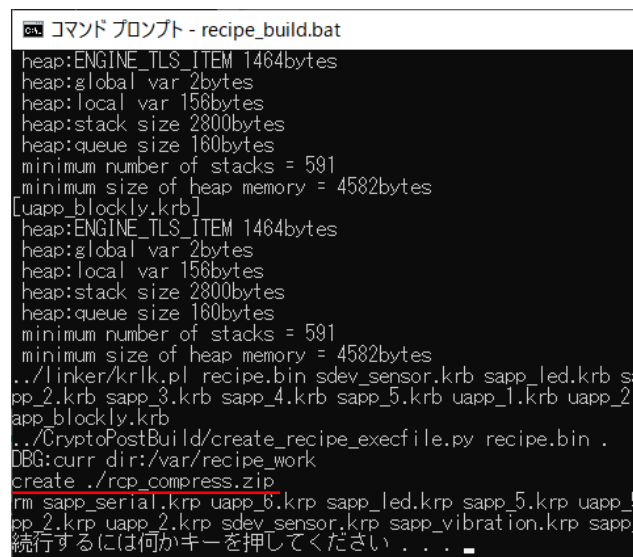 コマンド プロンプト - recipe_build.bat
heap:ENGINE_TLS_ITEM 1464bytes
heap:global var 2bytes
heap:local var 156bytes
heap:stack size 2800bytes
heap:queue size 160bytes
minimum number of stacks = 591
minimum size of heap memory = 4582bytes
[uapp_blockly.krb]
heap:ENGINE_TLS_ITEM 1464bytes
heap:global var 2bytes
heap:local var 156bytes
heap:stack size 2800bytes
heap:queue size 160bytes
minimum number of stacks = 591
minimum size of heap memory = 4582bytes
../linker/krlk.pl recipe.bin sdev_sensor.krb sapp_led.krb
pp_2.krb sapp_3.krb sapp_4.krb sapp_5.krb uapp_1.krb uapp_2
app_blockly.krb
../CryptoPostBuild/create_recipe_execfile.py recipe.bin .
DBG:curr dir:/var/recipe_work
create ./rcp_compress.zip
rm sapp_serial.krp uapp_6.krp sapp_led.krp sapp_5.krp uapp_
pp_2.krp uapp_2.krp sdev_sensor.krp sapp_vibration.krp sapp
続行するには何かキーを押してください . . .